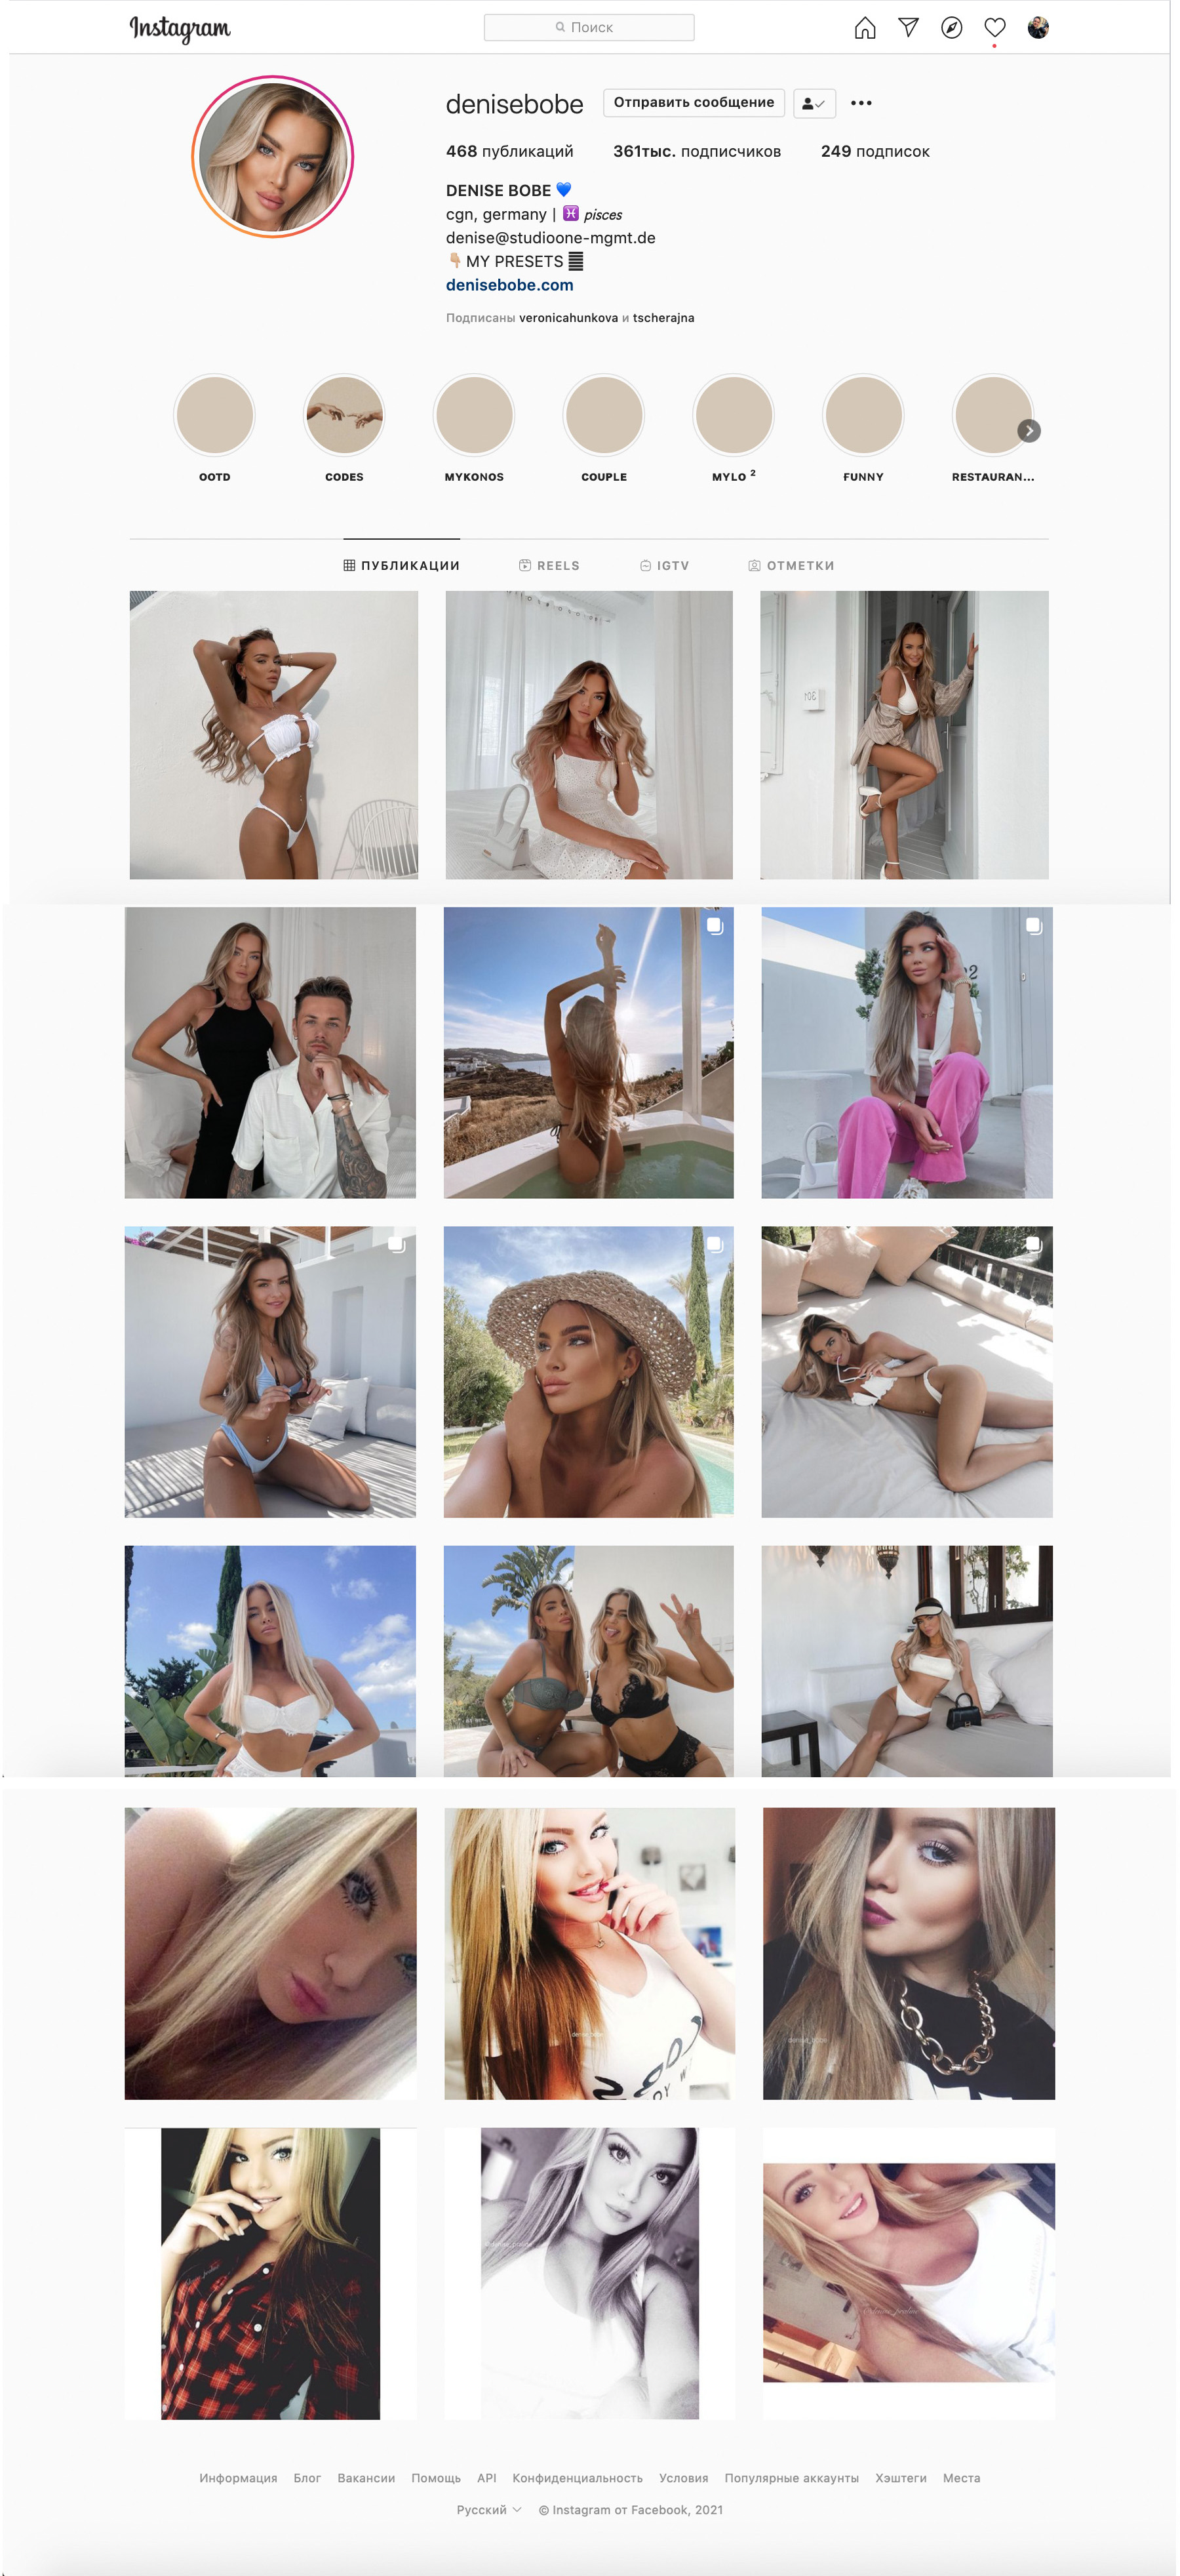 Instagram
Поиск
denisebobe
Отправить сообщение
468 публикаций 361тыс. подписчиков 249 подписок
DENISE BOBE 💙
cgn, germany | ♓ pisces
denise@studioone-mgmt.de
👇🏼 MY PRESETS
denisebobe.com
Подписаны veronicahunkova и tscherajna
OOTD CODES MYKONOS COUPLE MYLO ² FUNNY RESTAURAN...
ПУБЛИКАЦИИ REELS IGTV ОТМЕТКИ
Информация Блог Вакансии Помощь API Конфиденциальность Условия Популярные аккаунты Хэштеги Места
Русский © Instagram от Facebook, 2021